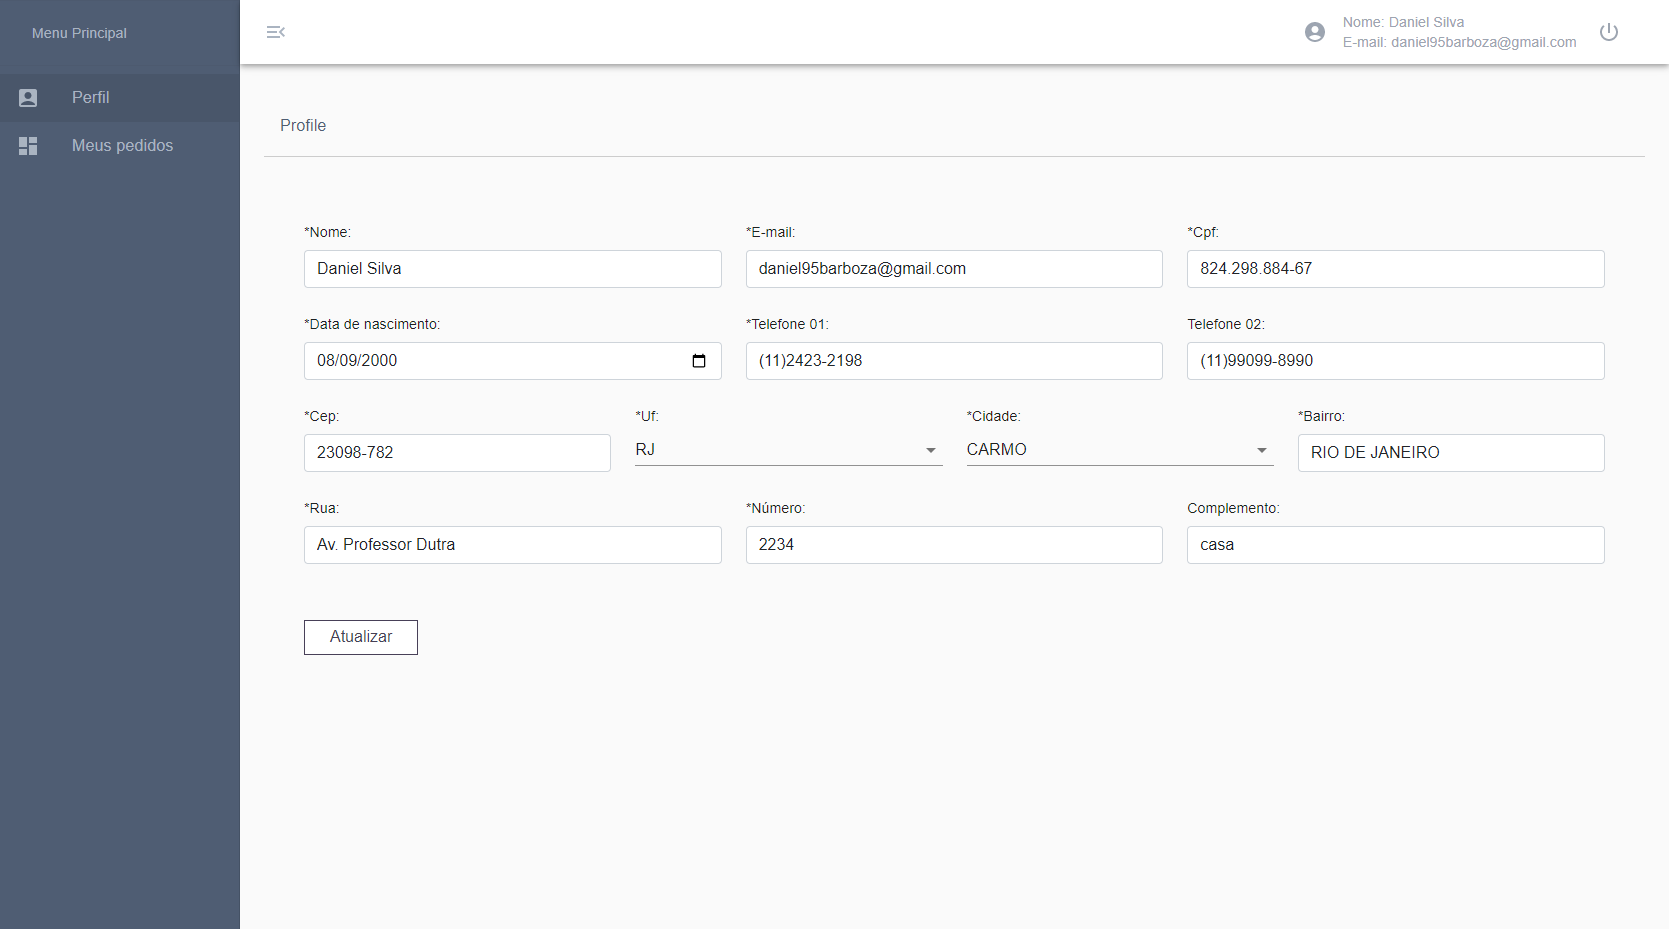 Menu Principal
Perfil
Meus pedidos
Nome: Daniel Silva
E-mail: daniel95barboza@gmail.com
Profile
*Nome:
Daniel Silva
*E-mail:
daniel95barboza@gmail.com
*Cpf:
824.298.884-67
*Data de nascimento:
08/09/2000
*Telefone 01:
(11)2423-2198
Telefone 02:
(11)99099-8990
*Cep:
23098-782
*Uf:
RJ
*Cidade:
CARMO
*Bairro:
RIO DE JANEIRO
*Rua:
Av. Professor Dutra
*Número:
2234
Complemento:
casa
Atualizar